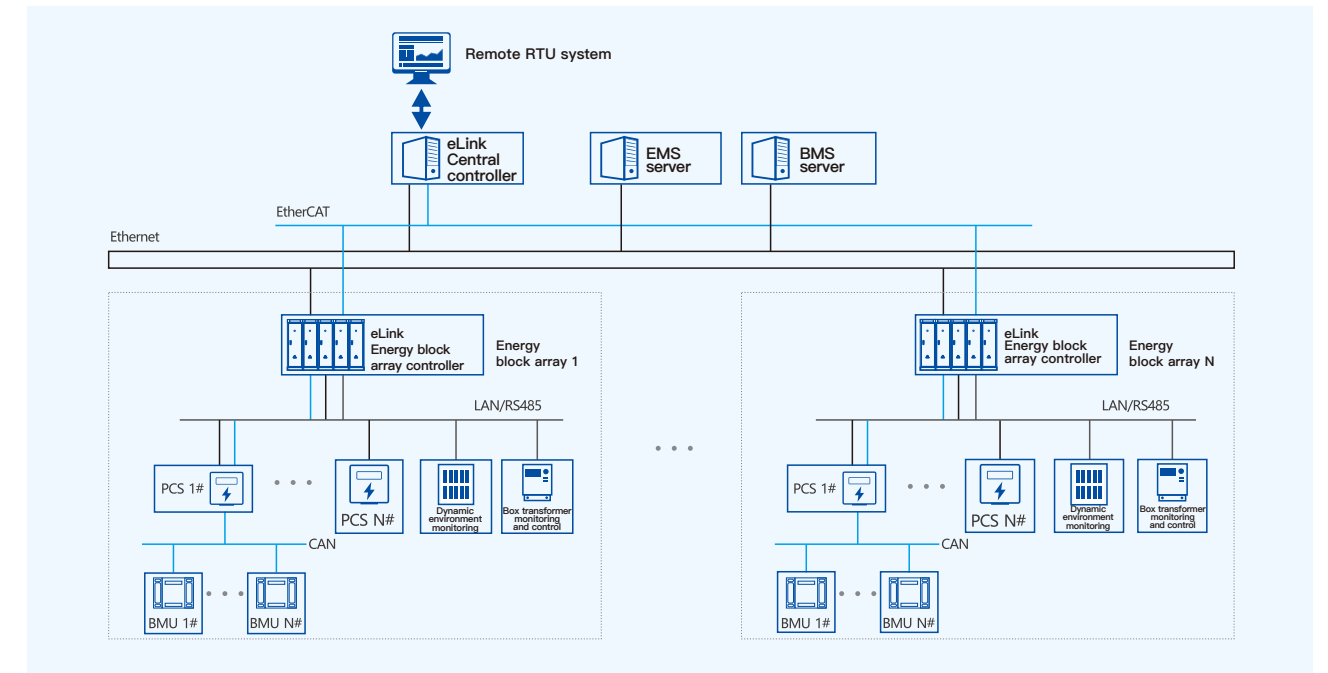 Remote RTU system
eLink
Central
controller
EMS
server
BMS
server
EtherCAT
Ethernet
eLink
Energy block
array controller
Energy
block array 1
LAN/RS485
PCS 1#
PCS N#
Dynamic
environment
monitoring
Box transformer
monitoring
and control
CAN
BMU 1#
BMU N#
eLink
Energy block
array controller
Energy
block array N
LAN/RS485
PCS 1#
PCS N#
Dynamic
environment
monitoring
Box transformer
monitoring
and control
CAN
BMU 1#
BMU N#